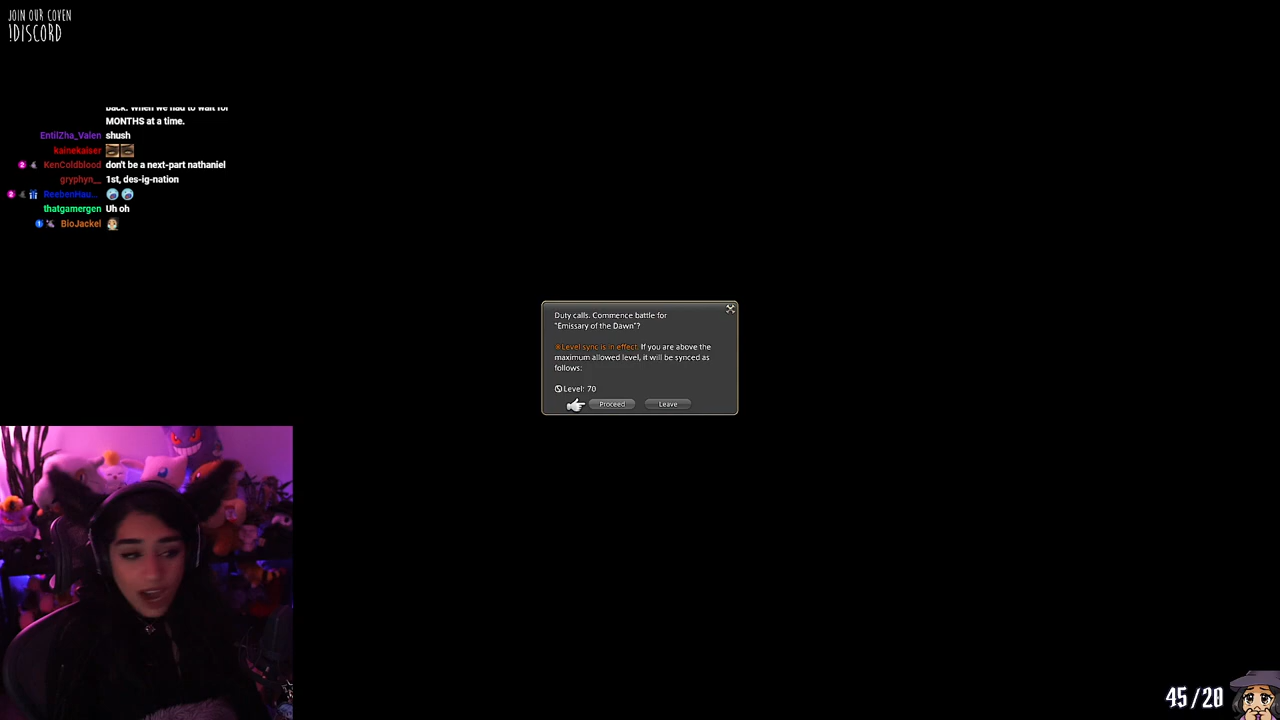 JOIN OUR COVEN
!DISCORD
back. When we had to wait for
MONTHS at a time.
EntilZha_Valen shush
kainekaiser
KenColdblood don't be a next-part nathaniel
gryphyn__ 1st, des-ig-nation
ReebenHau...
thatgamergen Uh oh
BioJackel
Duty calls. Commence battle for
"Emissary of the Dawn"?
※Level sync is in effect. If you are above the
maximum allowed level, it will be synced as
follows:
Level: 70
Proceed Leave
45/20